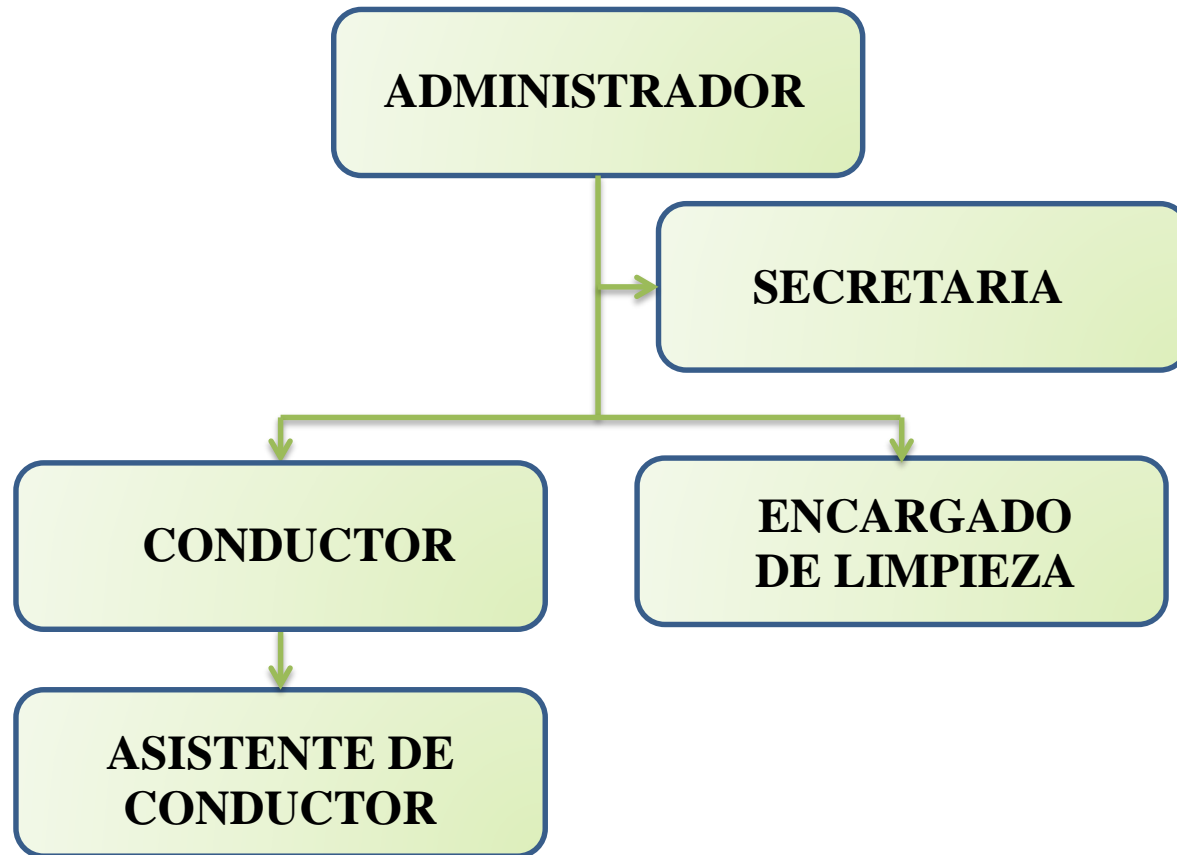 ADMINISTRADOR
SECRETARIA
CONDUCTOR
ENCARGADO
DE LIMPIEZA
ASISTENTE DE
CONDUCTOR